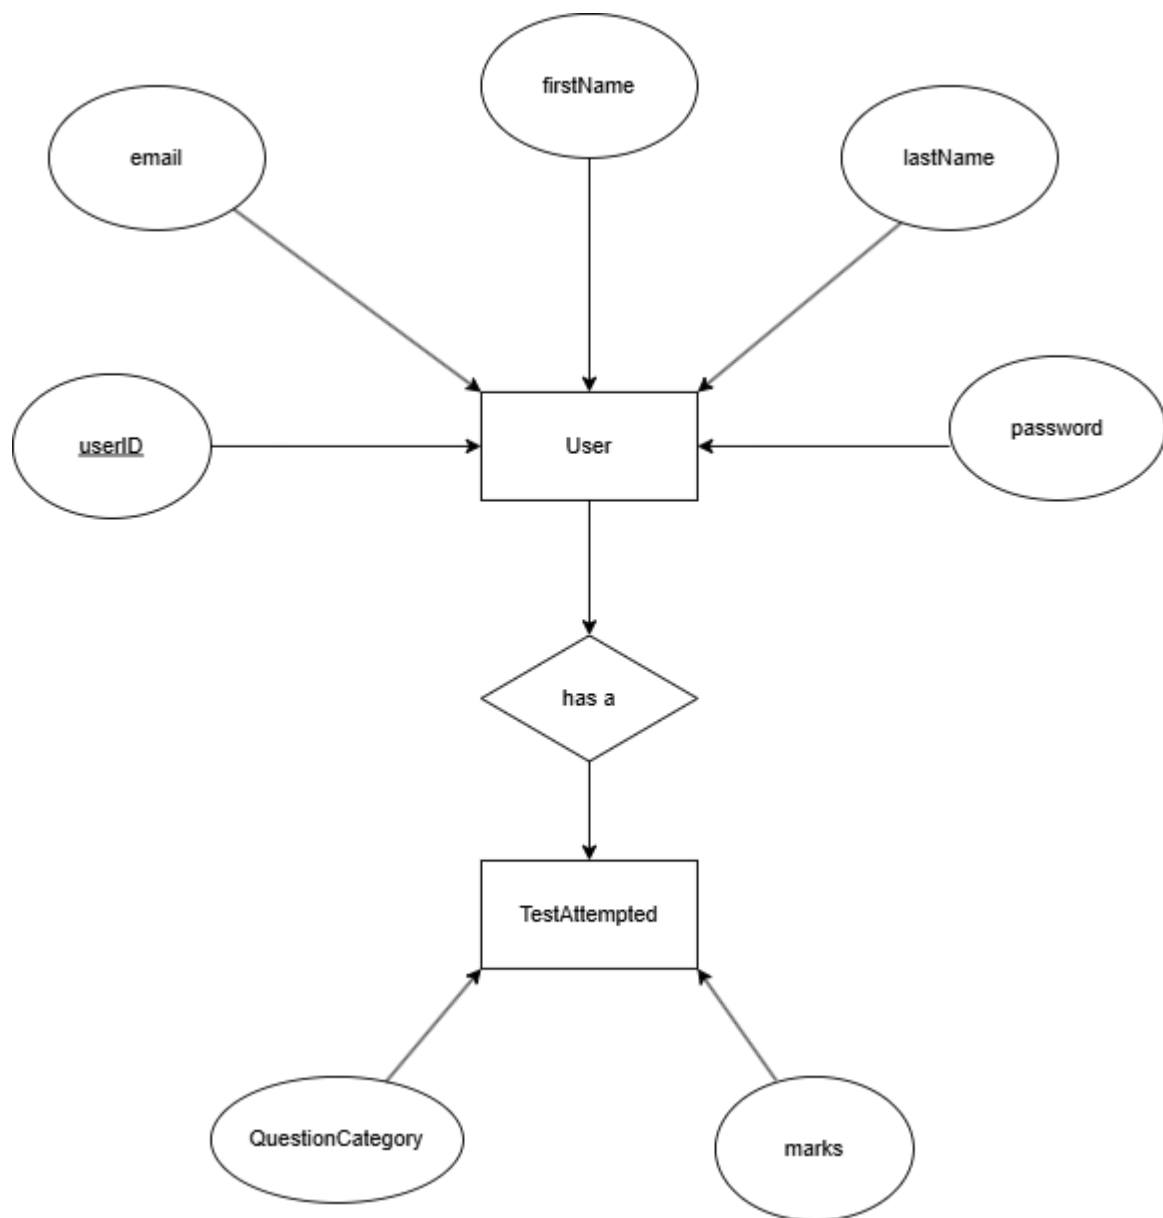 firstName
email
lastName
userID
User
password
has a
TestAttempted
QuestionCategory
marks